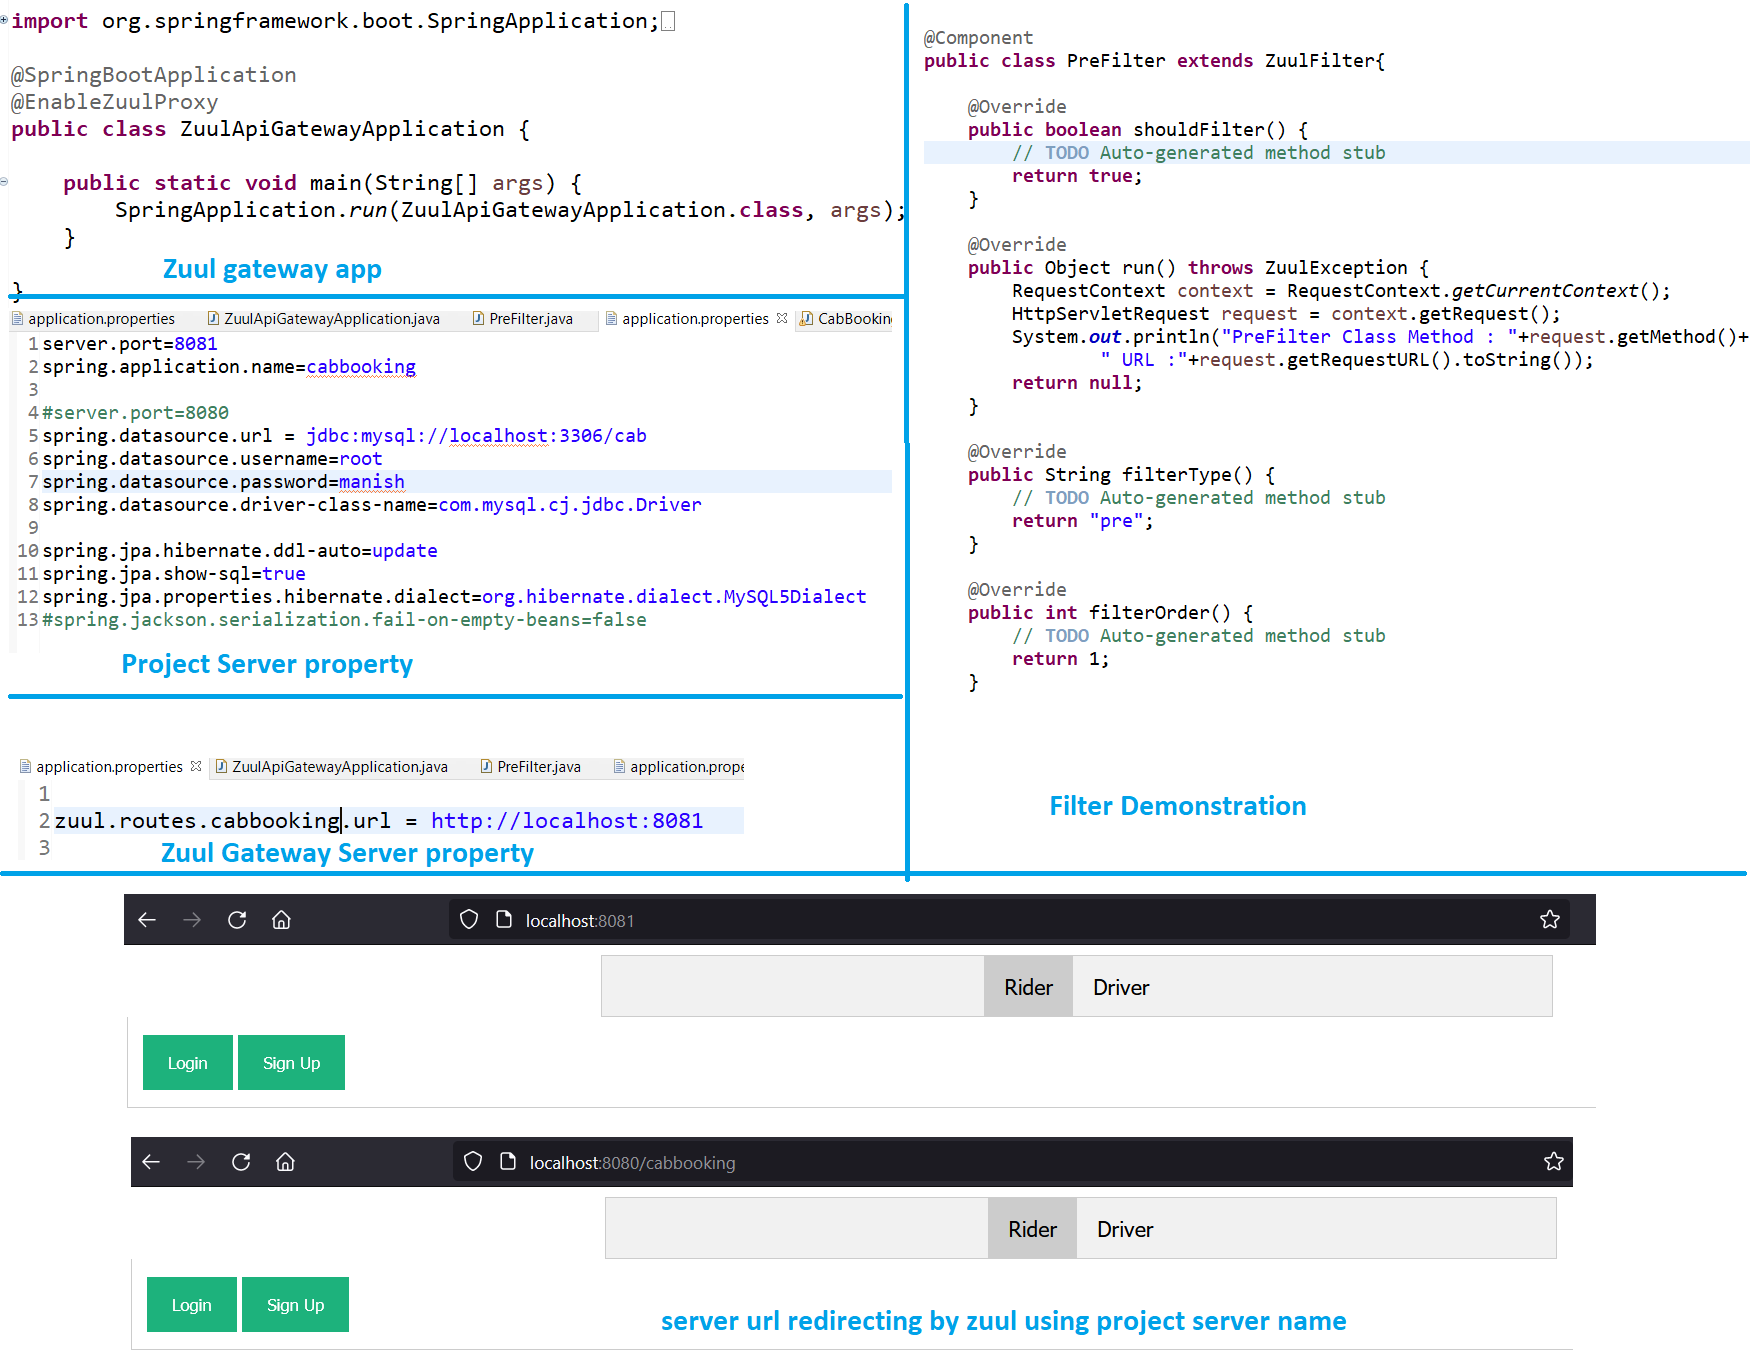 import org.springframework.boot.SpringApplication;
@SpringBootApplication
@EnableZuulProxy
public class ZuulApiGatewayApplication {
public static void main(String[] args) {
SpringApplication.run(ZuulApiGatewayApplication.class, args);
}
Zuul gateway app
}
application.properties ZuulApiGatewayApplication.java PreFilter.java application.properties CabBookin
1 server.port=8081
2 spring.application.name=cabbooking
3
4 #server.port=8080
5 spring.datasource.url = jdbc:mysql://localhost:3306/cab
6 spring.datasource.username=root
7 spring.datasource.password=manish
8 spring.datasource.driver-class-name=com.mysql.cj.jdbc.Driver
9
10 spring.jpa.hibernate.ddl-auto=update
11 spring.jpa.show-sql=true
12 spring.jpa.properties.hibernate.dialect=org.hibernate.dialect.MySQL5Dialect
13 #spring.jackson.serialization.fail-on-empty-beans=false
Project Server property
application.properties ZuulApiGatewayApplication.java PreFilter.java application.prope
1
2 zuul.routes.cabbooking.url = http://localhost:8081
3
Zuul Gateway Server property
@Component
public class PreFilter extends ZuulFilter{
@Override
public boolean shouldFilter() {
// TODO Auto-generated method stub
return true;
}
@Override
public Object run() throws ZuulException {
RequestContext context = RequestContext.getCurrentContext();
HttpServletRequest request = context.getRequest();
System.out.println("PreFilter Class Method : "+request.getMethod()+
" URL :"+request.getRequestURL().toString());
return null;
}
@Override
public String filterType() {
// TODO Auto-generated method stub
return "pre";
}
@Override
public int filterOrder() {
// TODO Auto-generated method stub
return 1;
}
Filter Demonstration
localhost:8081
Rider Driver
Login Sign Up
localhost:8080/cabbooking
Rider Driver
Login Sign Up
server url redirecting by zuul using project server name